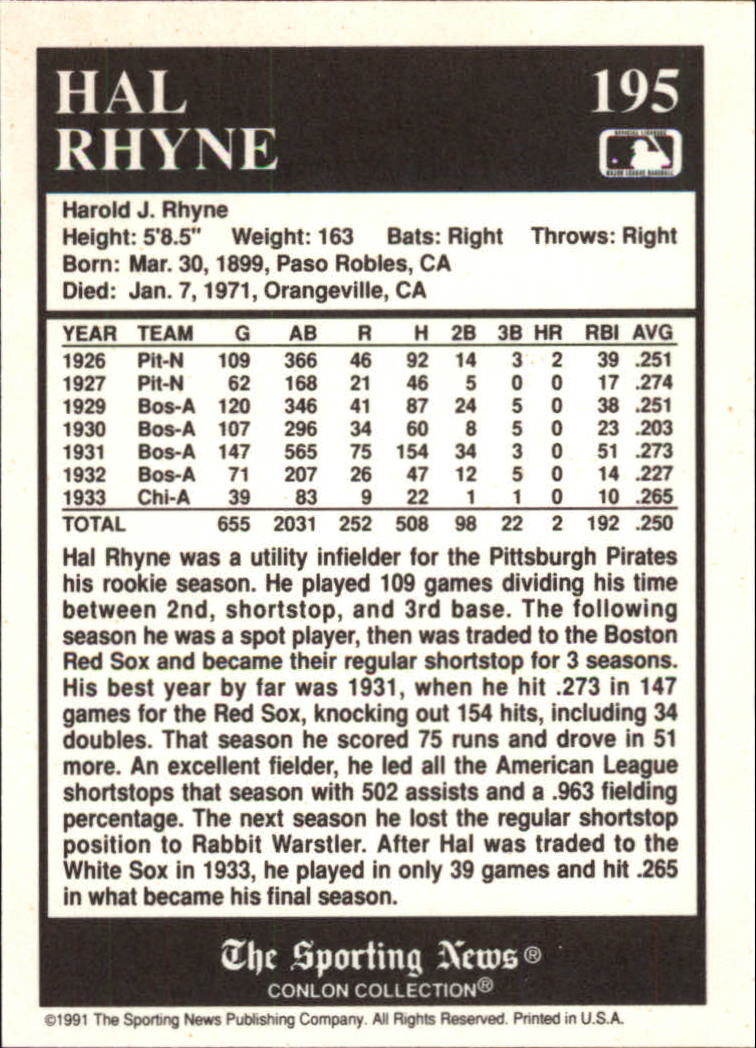 HAL 195
RHYNE
OFFICIAL LICENSEE
MAJOR LEAGUE BASEBALL
Harold J. Rhyne
Height: 5'8.5" Weight: 163 Bats: Right Throws: Right
Born: Mar. 30, 1899, Paso Robles, CA
Died: Jan. 7, 1971, Orangeville, CA
YEAR TEAM G AB R H 2B 3B HR RBI AVG
1926 Pit-N 109 366 46 92 14 3 2 39 .251
1927 Pit-N 62 168 21 46 5 0 0 17 .274
1929 Bos-A 120 346 41 87 24 5 0 38 .251
1930 Bos-A 107 296 34 60 8 5 0 23 .203
1931 Bos-A 147 565 75 154 34 3 0 51 .273
1932 Bos-A 71 207 26 47 12 5 0 14 .227
1933 Chi-A 39 83 9 22 1 1 0 10 .265
TOTAL 655 2031 252 508 98 22 2 192 .250
Hal Rhyne was a utility infielder for the Pittsburgh Pirates
his rookie season. He played 109 games dividing his time
between 2nd, shortstop, and 3rd base. The following
season he was a spot player, then was traded to the Boston
Red Sox and became their regular shortstop for 3 seasons.
His best year by far was 1931, when he hit .273 in 147
games for the Red Sox, knocking out 154 hits, including 34
doubles. That season he scored 75 runs and drove in 51
more. An excellent fielder, he led all the American League
shortstops that season with 502 assists and a .963 fielding
percentage. The next season he lost the regular shortstop
position to Rabbit Warstler. After Hal was traded to the
White Sox in 1933, he played in only 39 games and hit .265
in what became his final season.
The Sporting News®
CONLON COLLECTION®
©1991 The Sporting News Publishing Company. All Rights Reserved. Printed in U.S.A.